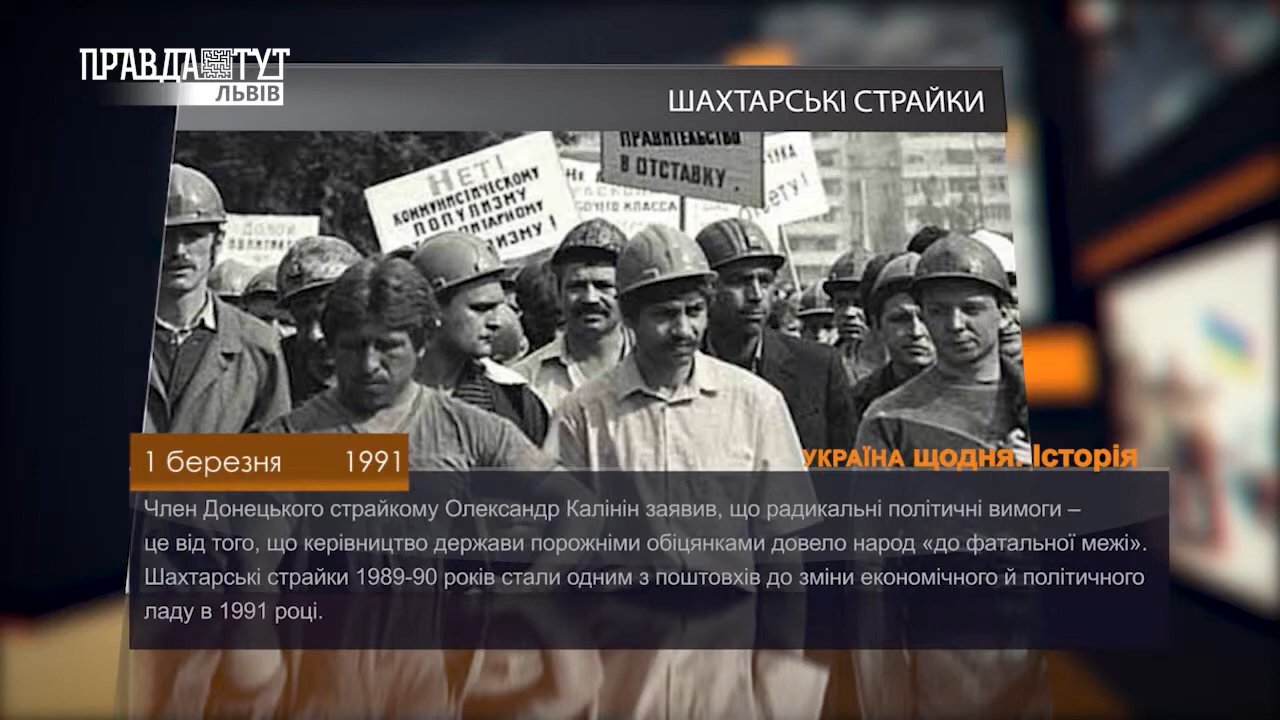 ПРАВДА ТУТ
ЛЬВІВ
ШАХТАРСЬКІ СТРАЙКИ
ПРАВИТЕЛЬСТВО
В ОТСТАВКУ.
НЕТ!
КОММУНИСТИЧЕСКОМУ
ПОПУЛИЗМУ
1 березня 1991
УКРАЇНА щодня. Історія
Член Донецького страйкому Олександр Калінін заявив, що радикальні політичні вимоги –
це від того, що керівництво держави порожніми обіцянками довело народ «до фатальної межі».
Шахтарські страйки 1989-90 років стали одним з поштовхів до зміни економічного й політичного
ладу в 1991 році.